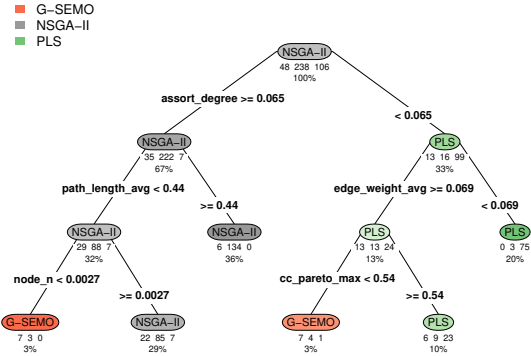 G-SEMO
NSGA-II
PLS
NSGA-II
48 238 106
100%
assort_degree >= 0.065
< 0.065
NSGA-II
35 222 7
67%
PLS
13 16 99
33%
path_length_avg < 0.44
>= 0.44
edge_weight_avg >= 0.069
< 0.069
NSGA-II
29 88 7
32%
NSGA-II
6 134 0
36%
PLS
13 13 24
13%
PLS
0 3 75
20%
node_n < 0.0027
>= 0.0027
cc_pareto_max < 0.54
>= 0.54
G-SEMO
7 3 0
3%
NSGA-II
22 85 7
29%
G-SEMO
7 4 1
3%
PLS
6 9 23
10%